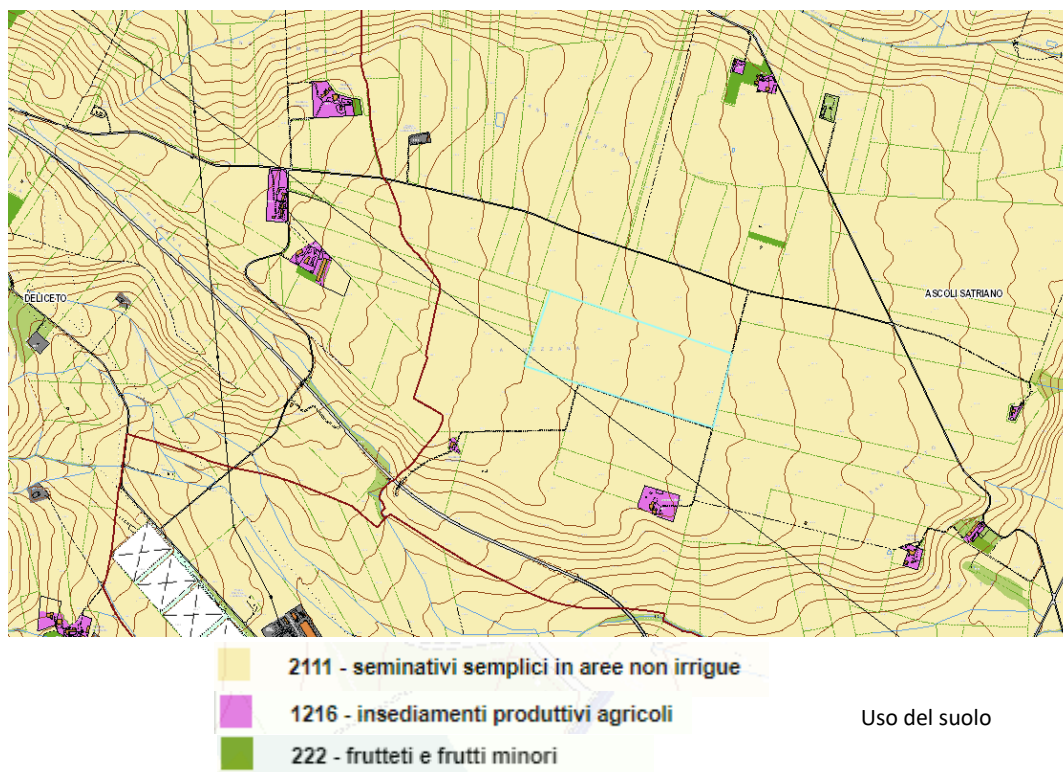 DELICETO
ASCOLI SATRIANO
2111 - seminativi semplici in aree non irrigue
1216 - insediamenti produttivi agricoli
Uso del suolo
222 - frutteti e frutti minori